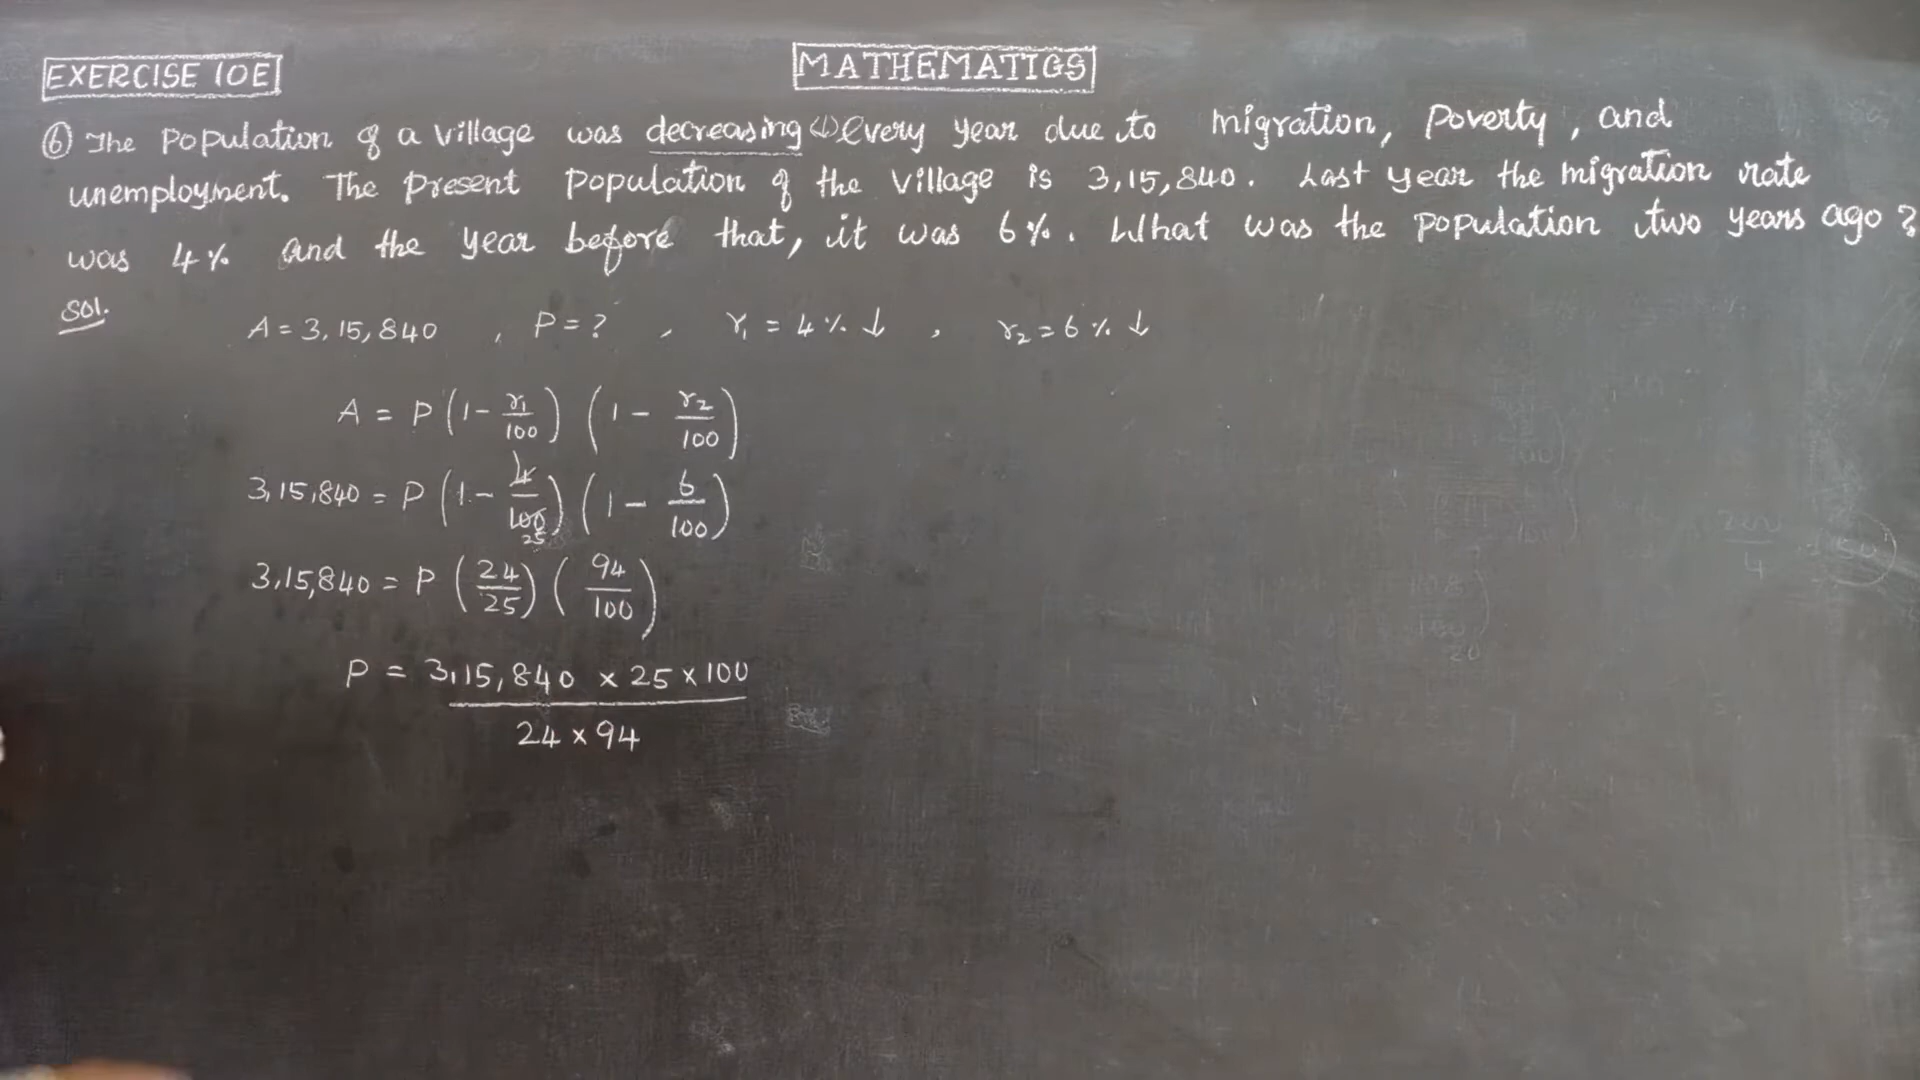 EXERCISE 10E
MATHEMATICS
⑥ The Population of a Village was decreasing (↓) every year due to migration, Poverty, and
unemployment. The Present Population of the Village is 3,15,840. Last year the migration rate
was 4% and the year before that, it was 6%. What was the population two years ago?
Sol.
A = 3,15,840 , P = ? , r₁ = 4% ↓ , r₂ = 6% ↓
A = P (1 - r₁/100) (1 - r₂/100)
3,15,840 = P (1 - 4/100 25) (1 - 6/100)
3,15,840 = P (24/25) (94/100)
P = 3,15,840 × 25 × 100
24 × 94